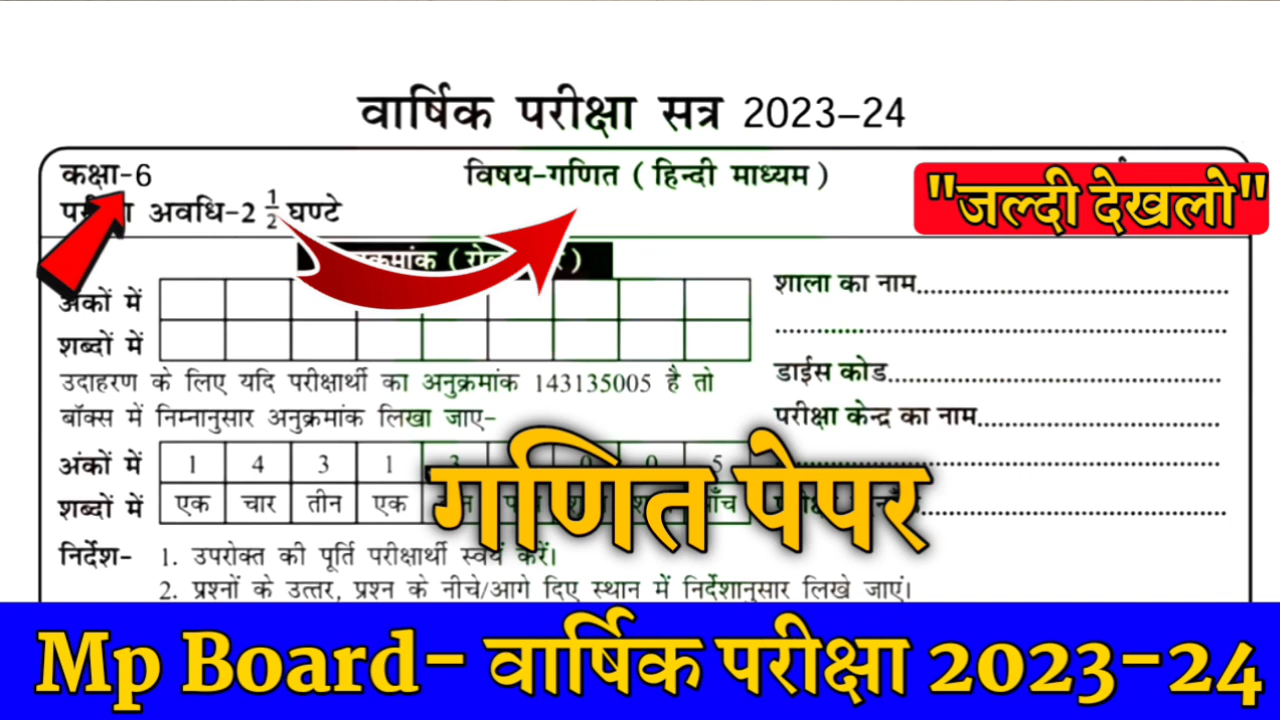 वार्षिक परीक्षा सत्र 2023-24
कक्षा-6
विषय-गणित ( हिन्दी माध्यम )
"जल्दी देखलो"
अवधि-2 1/2 घण्टे
अंकों में
शब्दों में
शाला का नाम
उदाहरण के लिए यदि परीक्षार्थी का अनुक्रमांक 143135005 है तो
बॉक्स में निम्नानुसार अनुक्रमांक लिखा जाए-
डाईस कोड
परीक्षा केन्द्र का नाम
अंकों में 1 4 3 1 5
शब्दों में एक चार तीन एक
गणित पेपर
निर्देश- 1. उपरोक्त की पूर्ति परीक्षार्थी स्वयं करें।
2. प्रश्नों के उत्तर, प्रश्न के नीचे/आगे दिए स्थान में निर्देशानुसार लिखे जाएं।
Mp Board- वार्षिक परीक्षा 2023-24